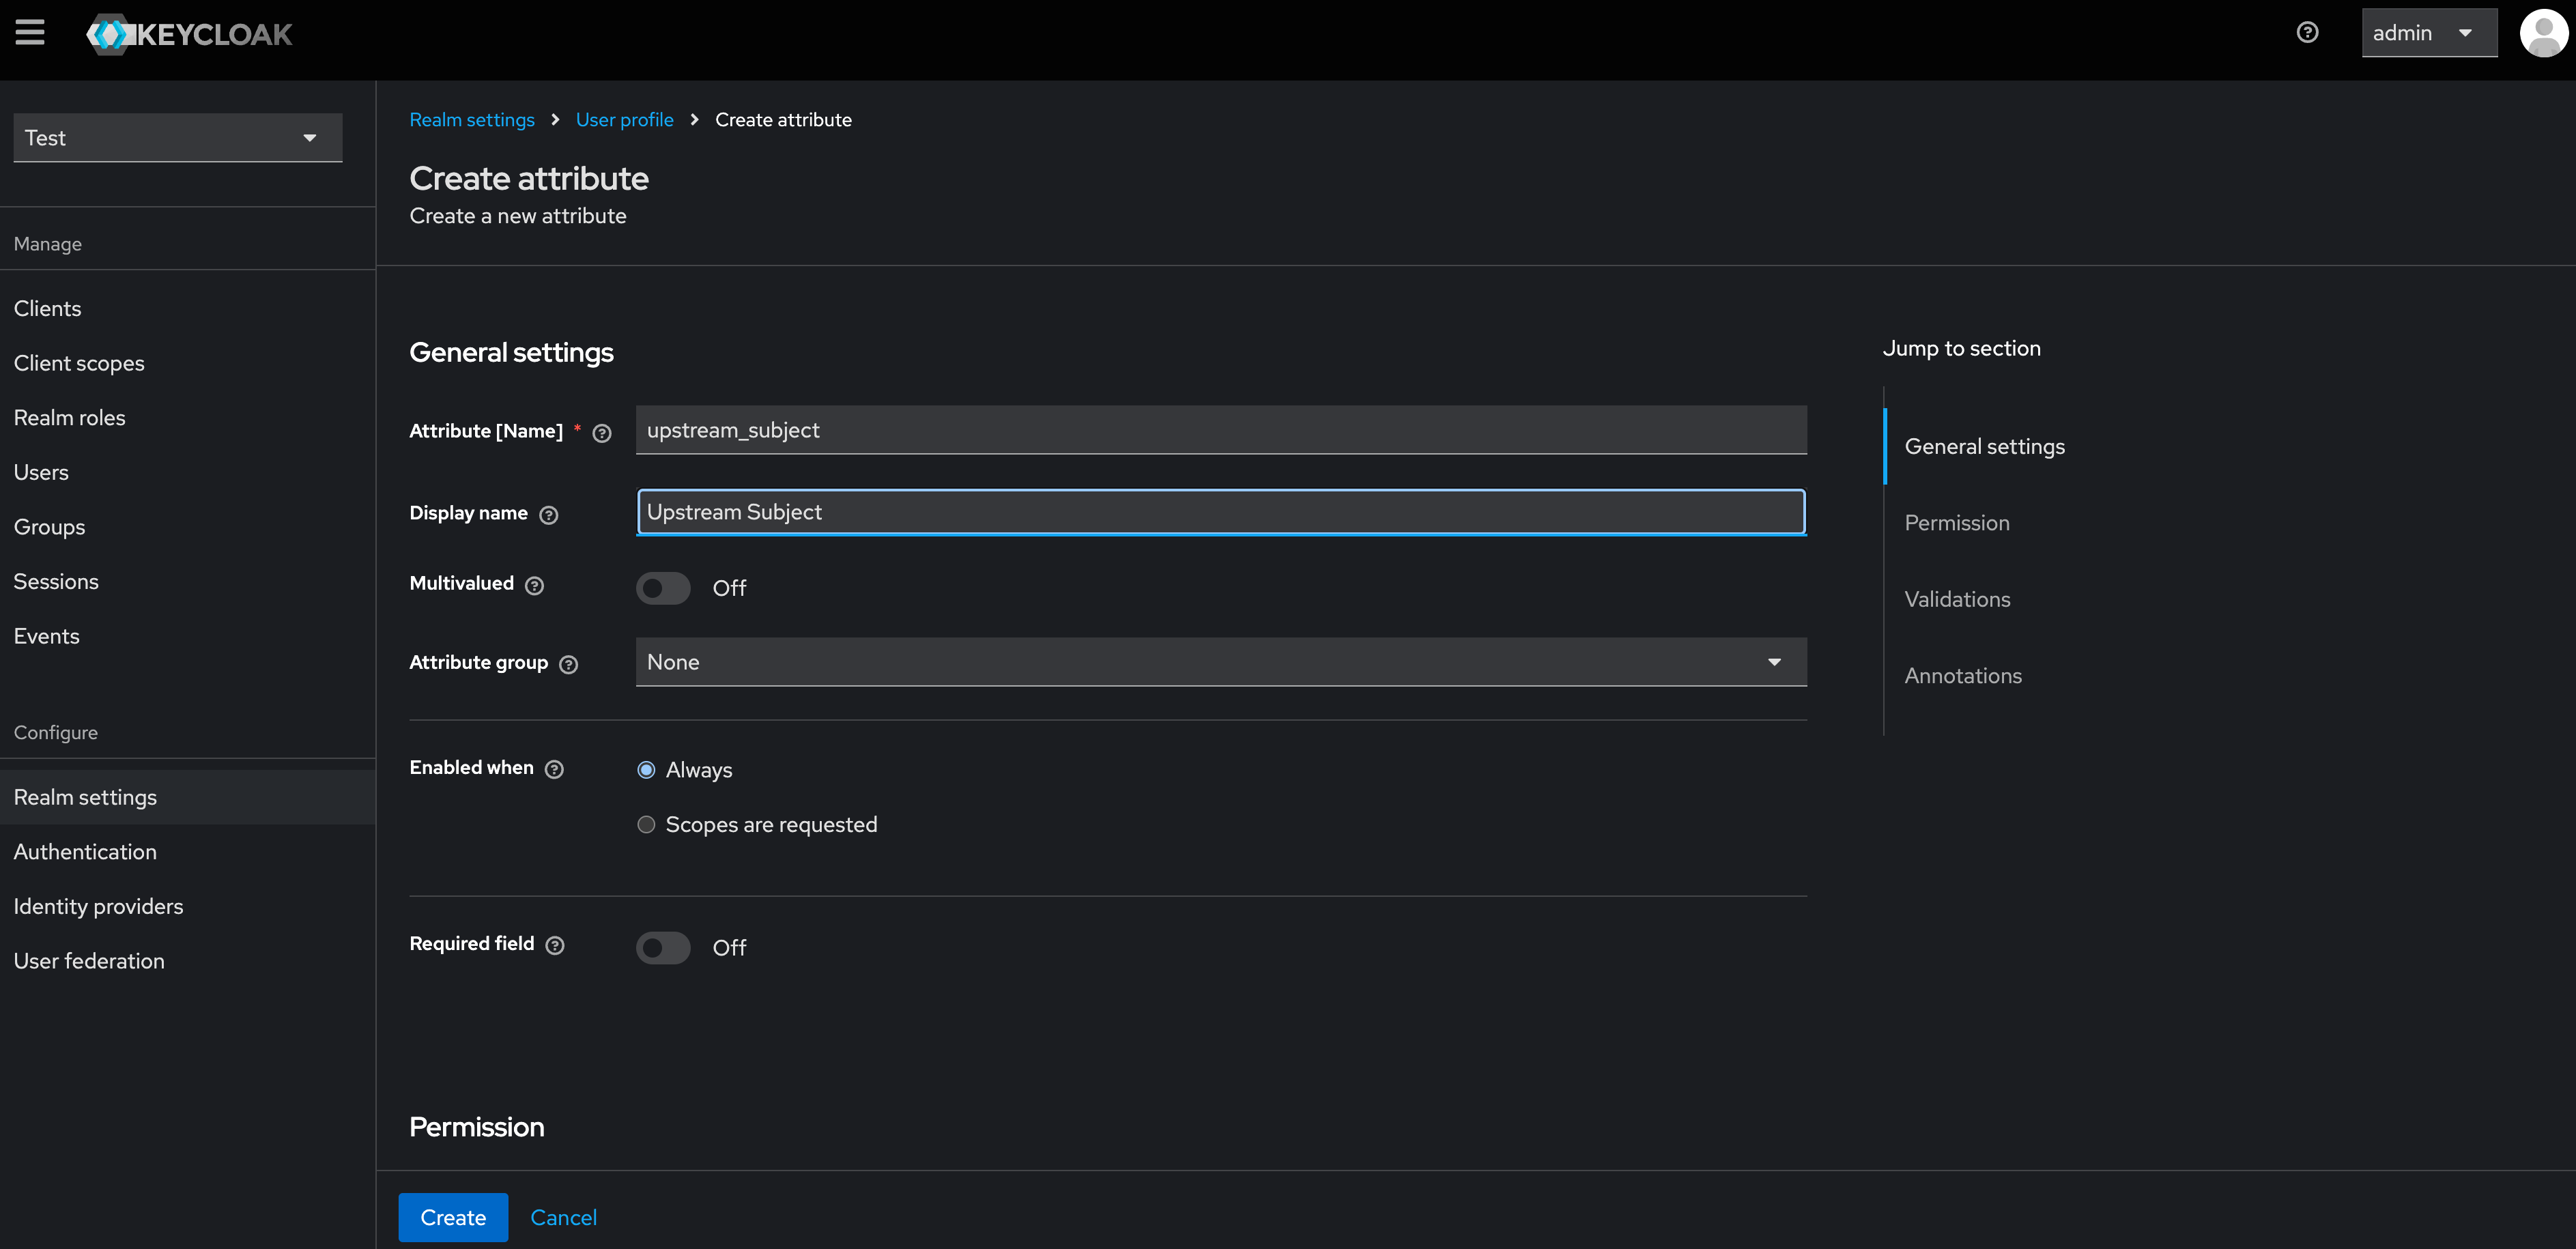 KEYCLOAK
admin
Test
Manage
Clients
Client scopes
Realm roles
Users
Groups
Sessions
Events
Configure
Realm settings
Authentication
Identity providers
User federation
Realm settings > User profile > Create attribute
Create attribute
Create a new attribute
General settings
Attribute [Name] * upstream_subject
Display name Upstream Subject
Multivalued Off
Attribute group None
Enabled when Always
Scopes are requested
Required field Off
Permission
Create Cancel
Jump to section
General settings
Permission
Validations
Annotations